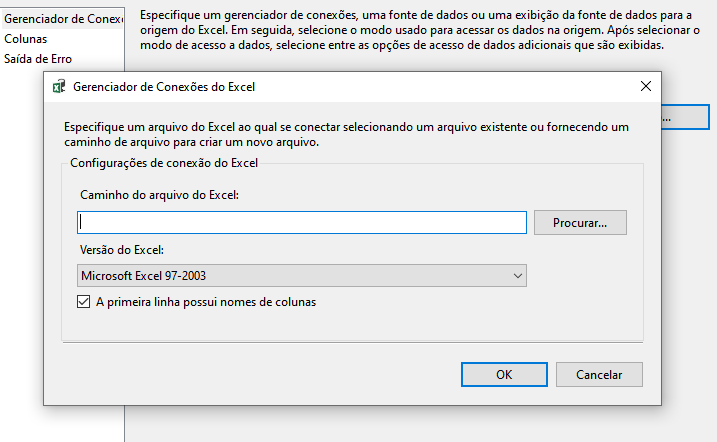 Gerenciador de Conex
Especifique um gerenciador de conexões, uma fonte de dados ou uma exibição da fonte de dados para a
origem do Excel. Em seguida, selecione o modo usado para acessar os dados na origem. Após selecionar o
modo de acesso a dados, selecione entre as opções de acesso de dados adicionais que são exibidas.
Colunas
Saída de Erro
Gerenciador de Conexões do Excel
Especifique um arquivo do Excel ao qual se conectar selecionando um arquivo existente ou fornecendo um
caminho de arquivo para criar um novo arquivo.
Configurações de conexão do Excel
Caminho do arquivo do Excel:
Procurar...
Versão do Excel:
Microsoft Excel 97-2003
A primeira linha possui nomes de colunas
OK
Cancelar
...